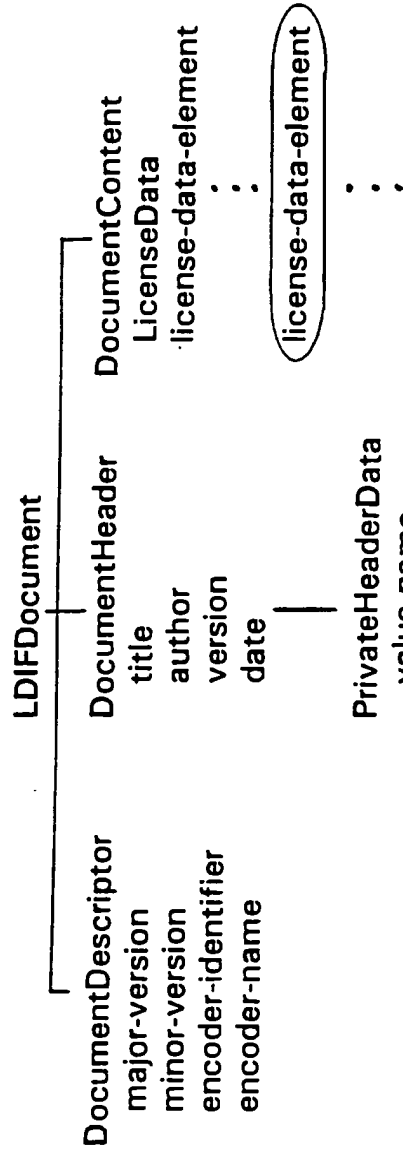 LDIFDocument
DocumentDescriptor
major-version
minor-version
encoder-identifier
encoder-name
DocumentHeader
title
author
version
date
PrivateHeaderData
DocumentContent
LicenseData
license-data-element
license-data-element